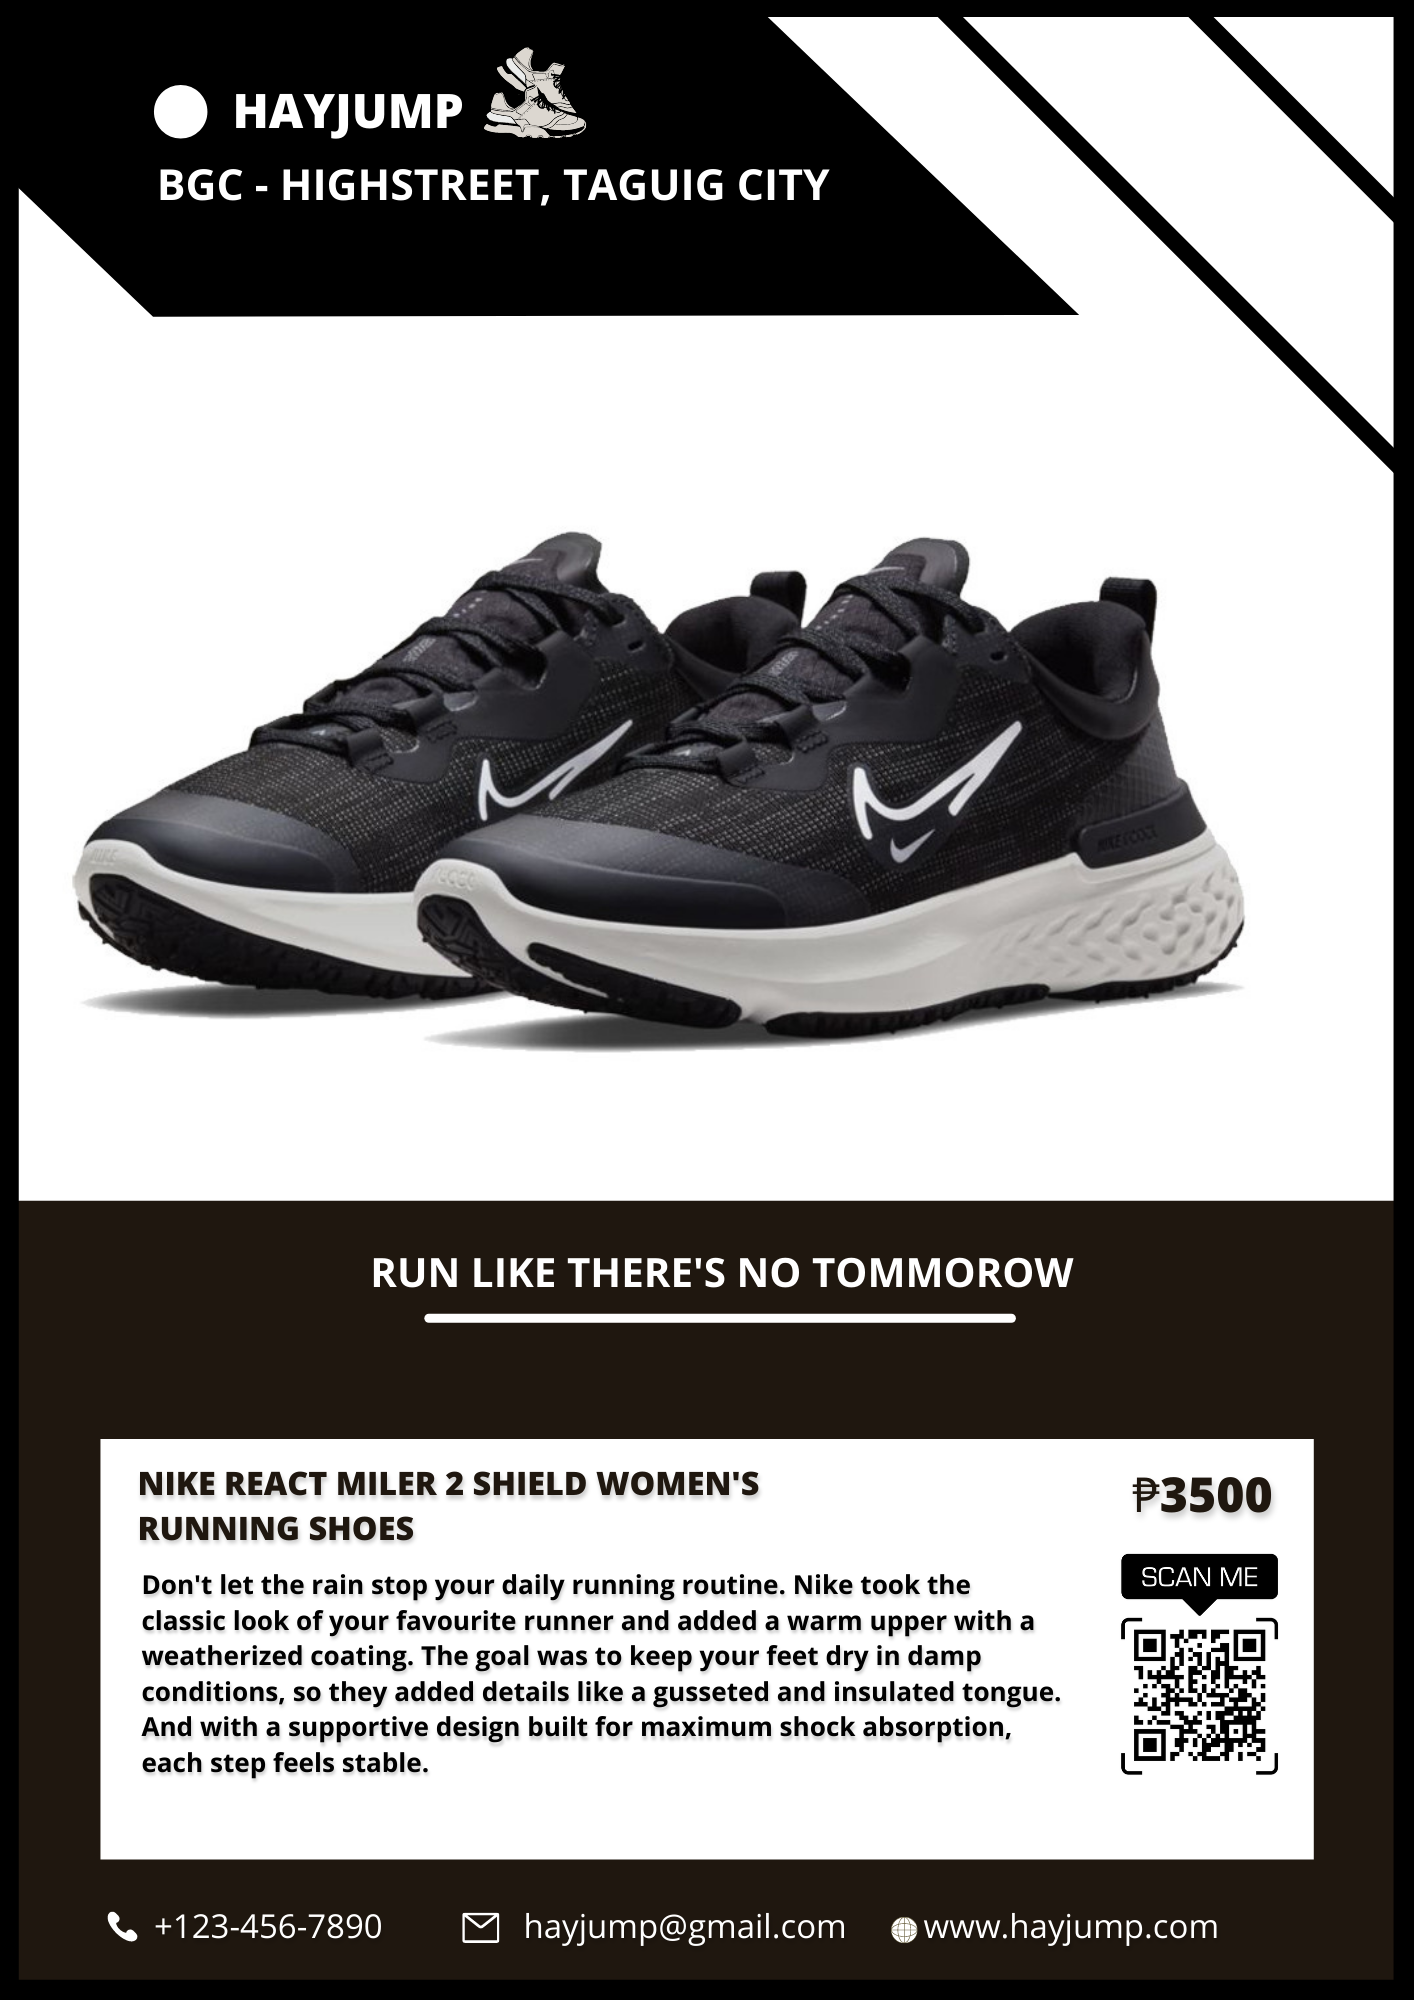 HAYJUMP
BGC - HIGHSTREET, TAGUIG CITY
RUN LIKE THERE'S NO TOMMOROW
NIKE REACT MILER 2 SHIELD WOMEN'S
RUNNING SHOES
₱3500
Don't let the rain stop your daily running routine. Nike took the
classic look of your favourite runner and added a warm upper with a
weatherized coating. The goal was to keep your feet dry in damp
conditions, so they added details like a gusseted and insulated tongue.
And with a supportive design built for maximum shock absorption,
each step feels stable.
SCAN ME
+123-456-7890
hayjump@gmail.com
www.hayjump.com